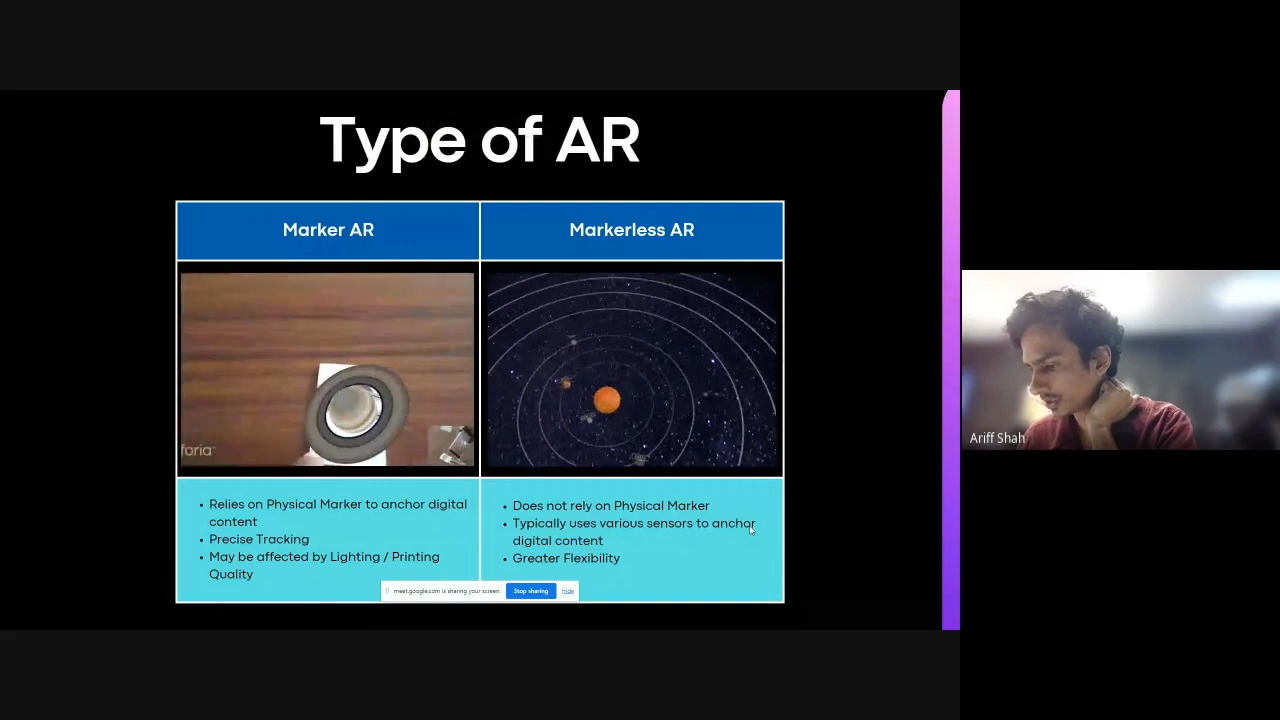 Type of AR
Marker AR
Markerless AR
foria™
Relies on Physical Marker to anchor digital
content
Precise Tracking
May be affected by Lighting / Printing
Quality
Does not rely on Physical Marker
Typically uses various sensors to anchor
digital content
Greater Flexibility
meet.google.com is sharing your screen.
Stop sharing
Hide
Ariff Shah